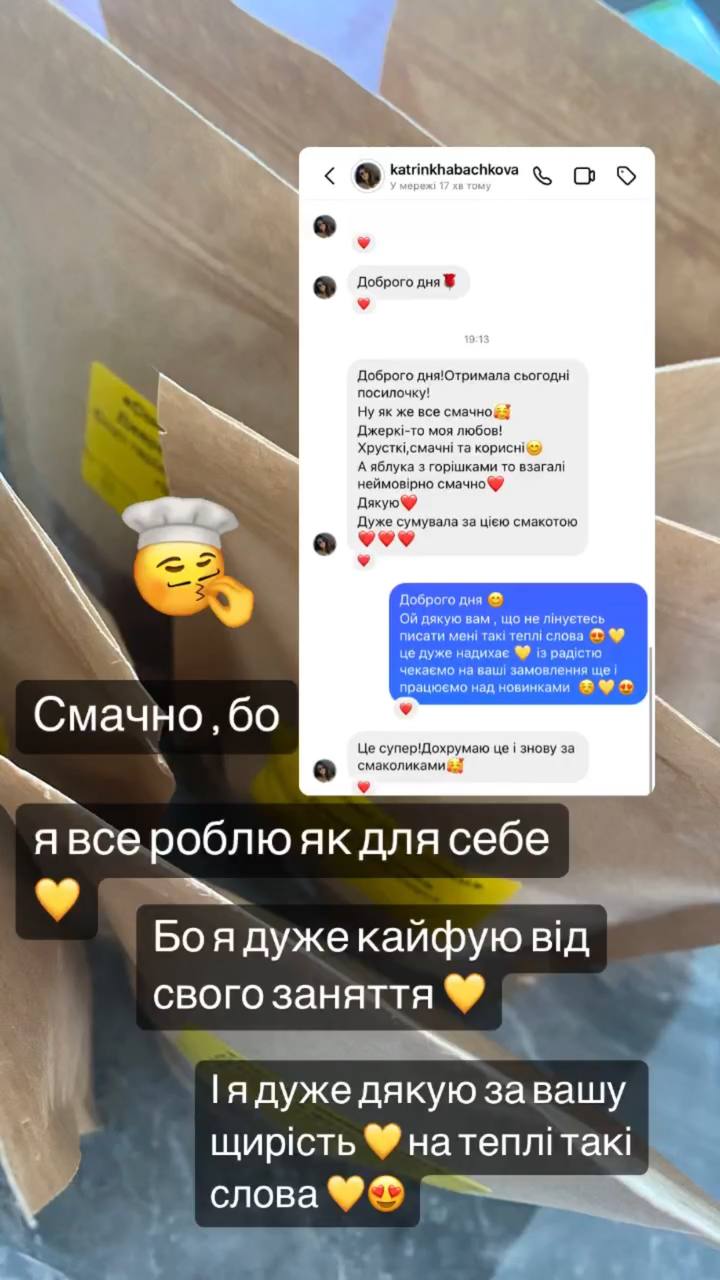 katrinkhabachkova
У мережі 17 хв тому
❤️
Доброго дня🌹
❤️
19:13
Доброго дня!Отримала сьогодні
посилочку!
Ну як же все смачно🥰
Джеркі-то моя любов!
Хрусткі,смачні та корисні😊
А яблука з горішками то взагалі
неймовірно смачно❤️
Дякую❤️
Дуже сумувала за цією смакотою
❤️❤️❤️
❤️
Доброго дня 😊
Ой дякую вам , що не лінуєтесь
писати мені такі теплі слова 😍💛
це дуже надихає 💛 із радістю
чекаємо на ваші замовлення ще і
працюємо над новинками ☺️💛😍
❤️
Це супер!Дохрумаю це і знову за
смаколиками🥰
❤️
Смачно , бо
я все роблю як для себе
💛
Бо я дуже кайфую від
свого заняття 💛
І я дуже дякую за вашу
щирість 💛 на теплі такі
слова 💛😍